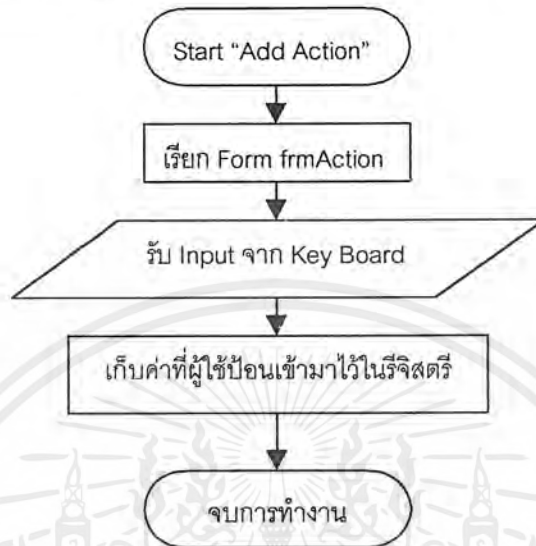 Start “Add Action”
เรียก Form frmAction
รับ Input จาก Key Board
เก็บค่าที่ผู้ใช้ป้อนเข้ามาไว้ในรีจิสตรี
จบการทำงาน